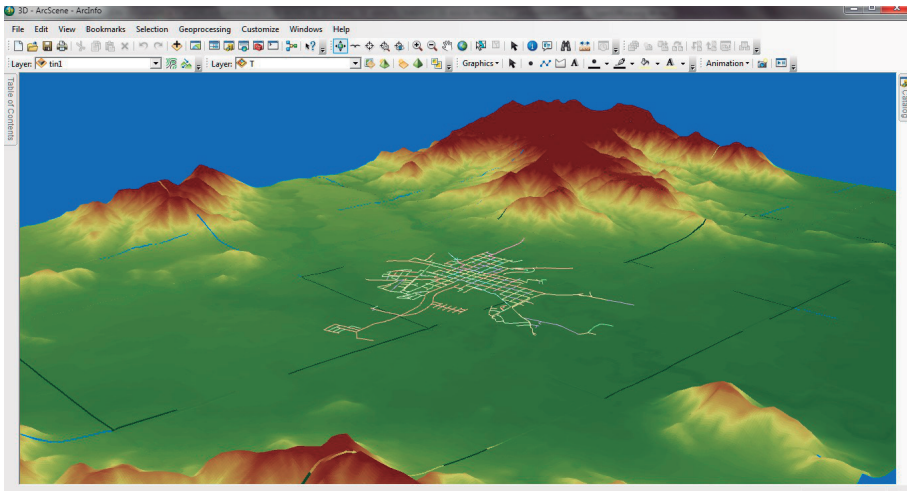 3D - ArcScene - ArcInfo
File Edit View Bookmarks Selection Geoprocessing Customize Windows Help
Layer: tin1 Layer: T Graphics A A Animation
Table Of Contents
Catalog